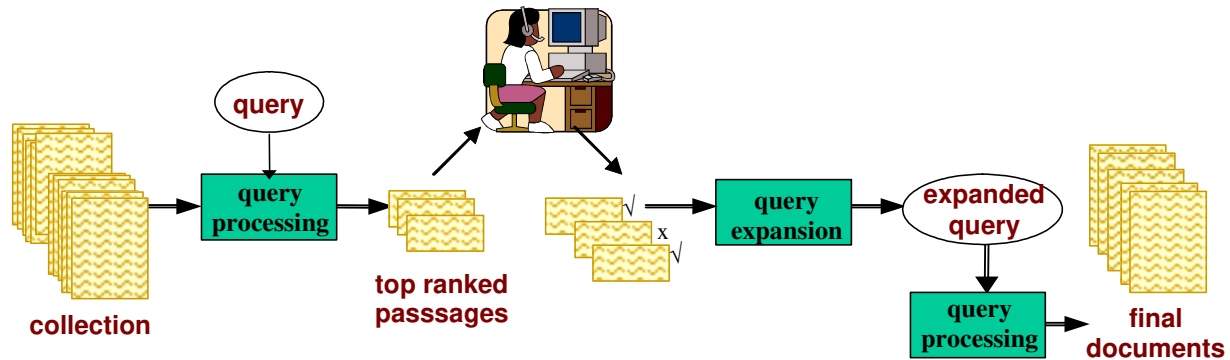 query
query
processing
collection
top ranked
passsages
√
x
√
query
expansion
expanded
query
query
processing
final
documents